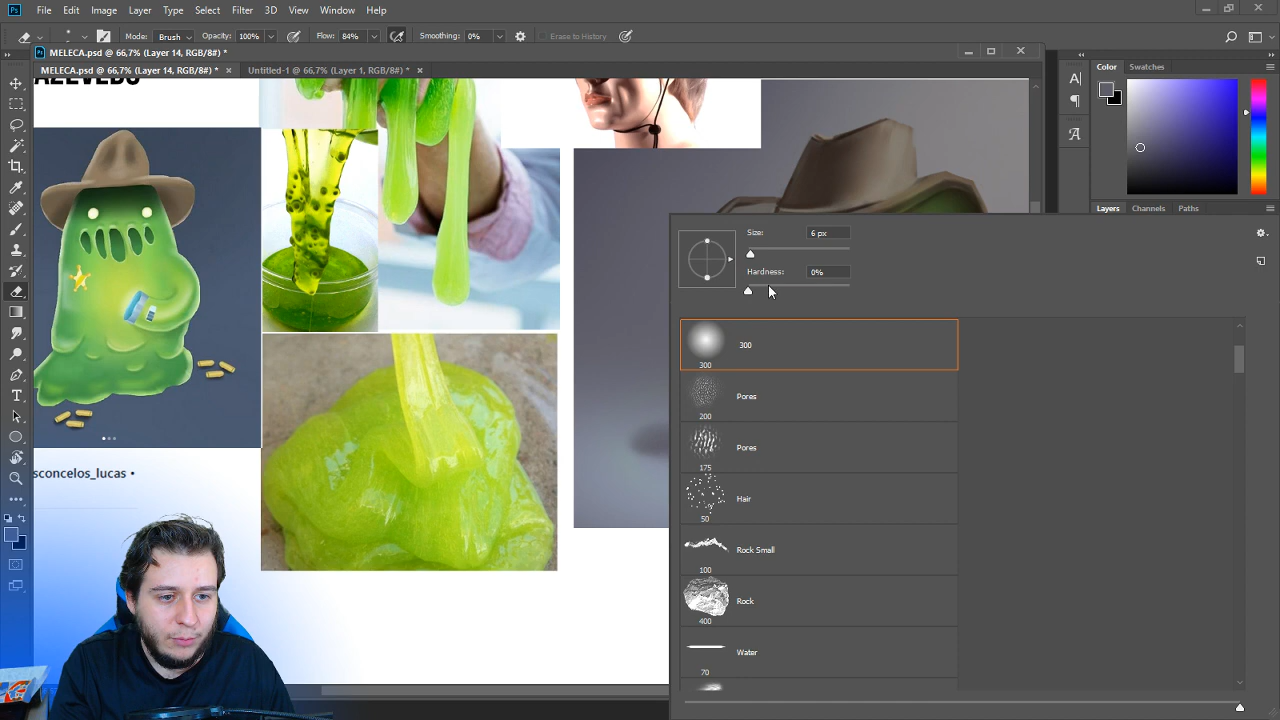 Ps File Edit Image Layer Type Select Filter 3D View Window Help
Mode: Brush Opacity: 100% Flow: 84% Smoothing: 0% Erase to History
Ps MELECA.psd @ 66,7% (Layer 14, RGB/8#) *
MELECA.psd @ 66,7% (Layer 14, RGB/8#) * × Untitled-1 @ 66,7% (Layer 1, RGB/8#) * ×
AZEVEDO
sconcelos_lucas •
Color Swatches
Layers Channels Paths
Size: 6 px
Hardness: 0%
300
300
Pores
200
Pores
175
Hair
50
Rock Small
100
Rock
400
Water
70